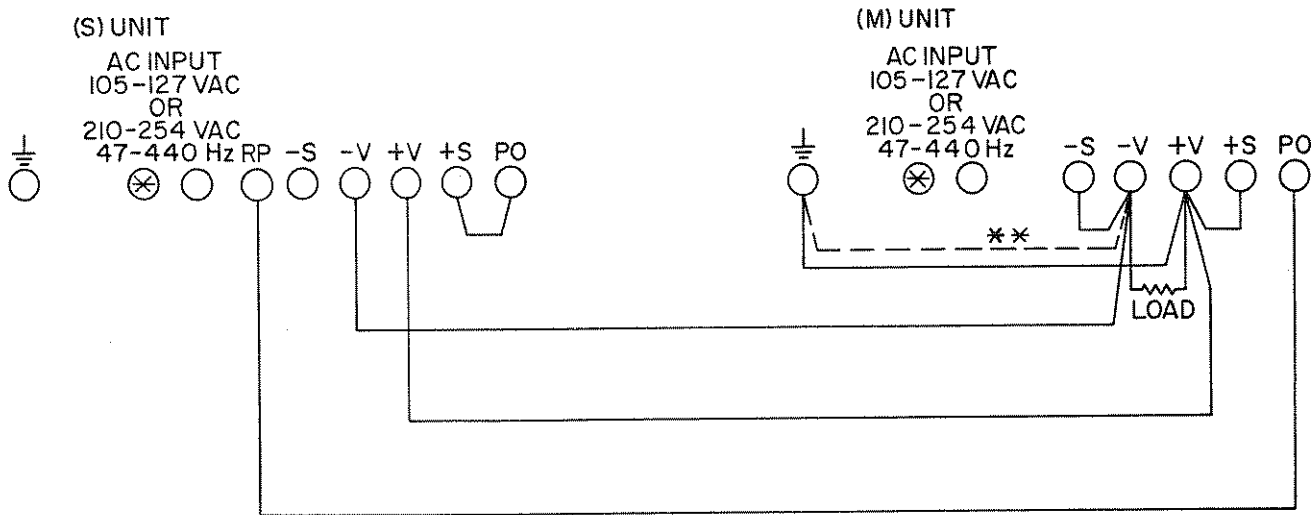 (S) UNIT
AC INPUT
105-127 VAC
OR
210-254 VAC
47-440 Hz RP -S -V +V +S PO
(M) UNIT
AC INPUT
105-127 VAC
OR
210-254 VAC
47-440 Hz
-S -V +V +S PO
**
LOAD